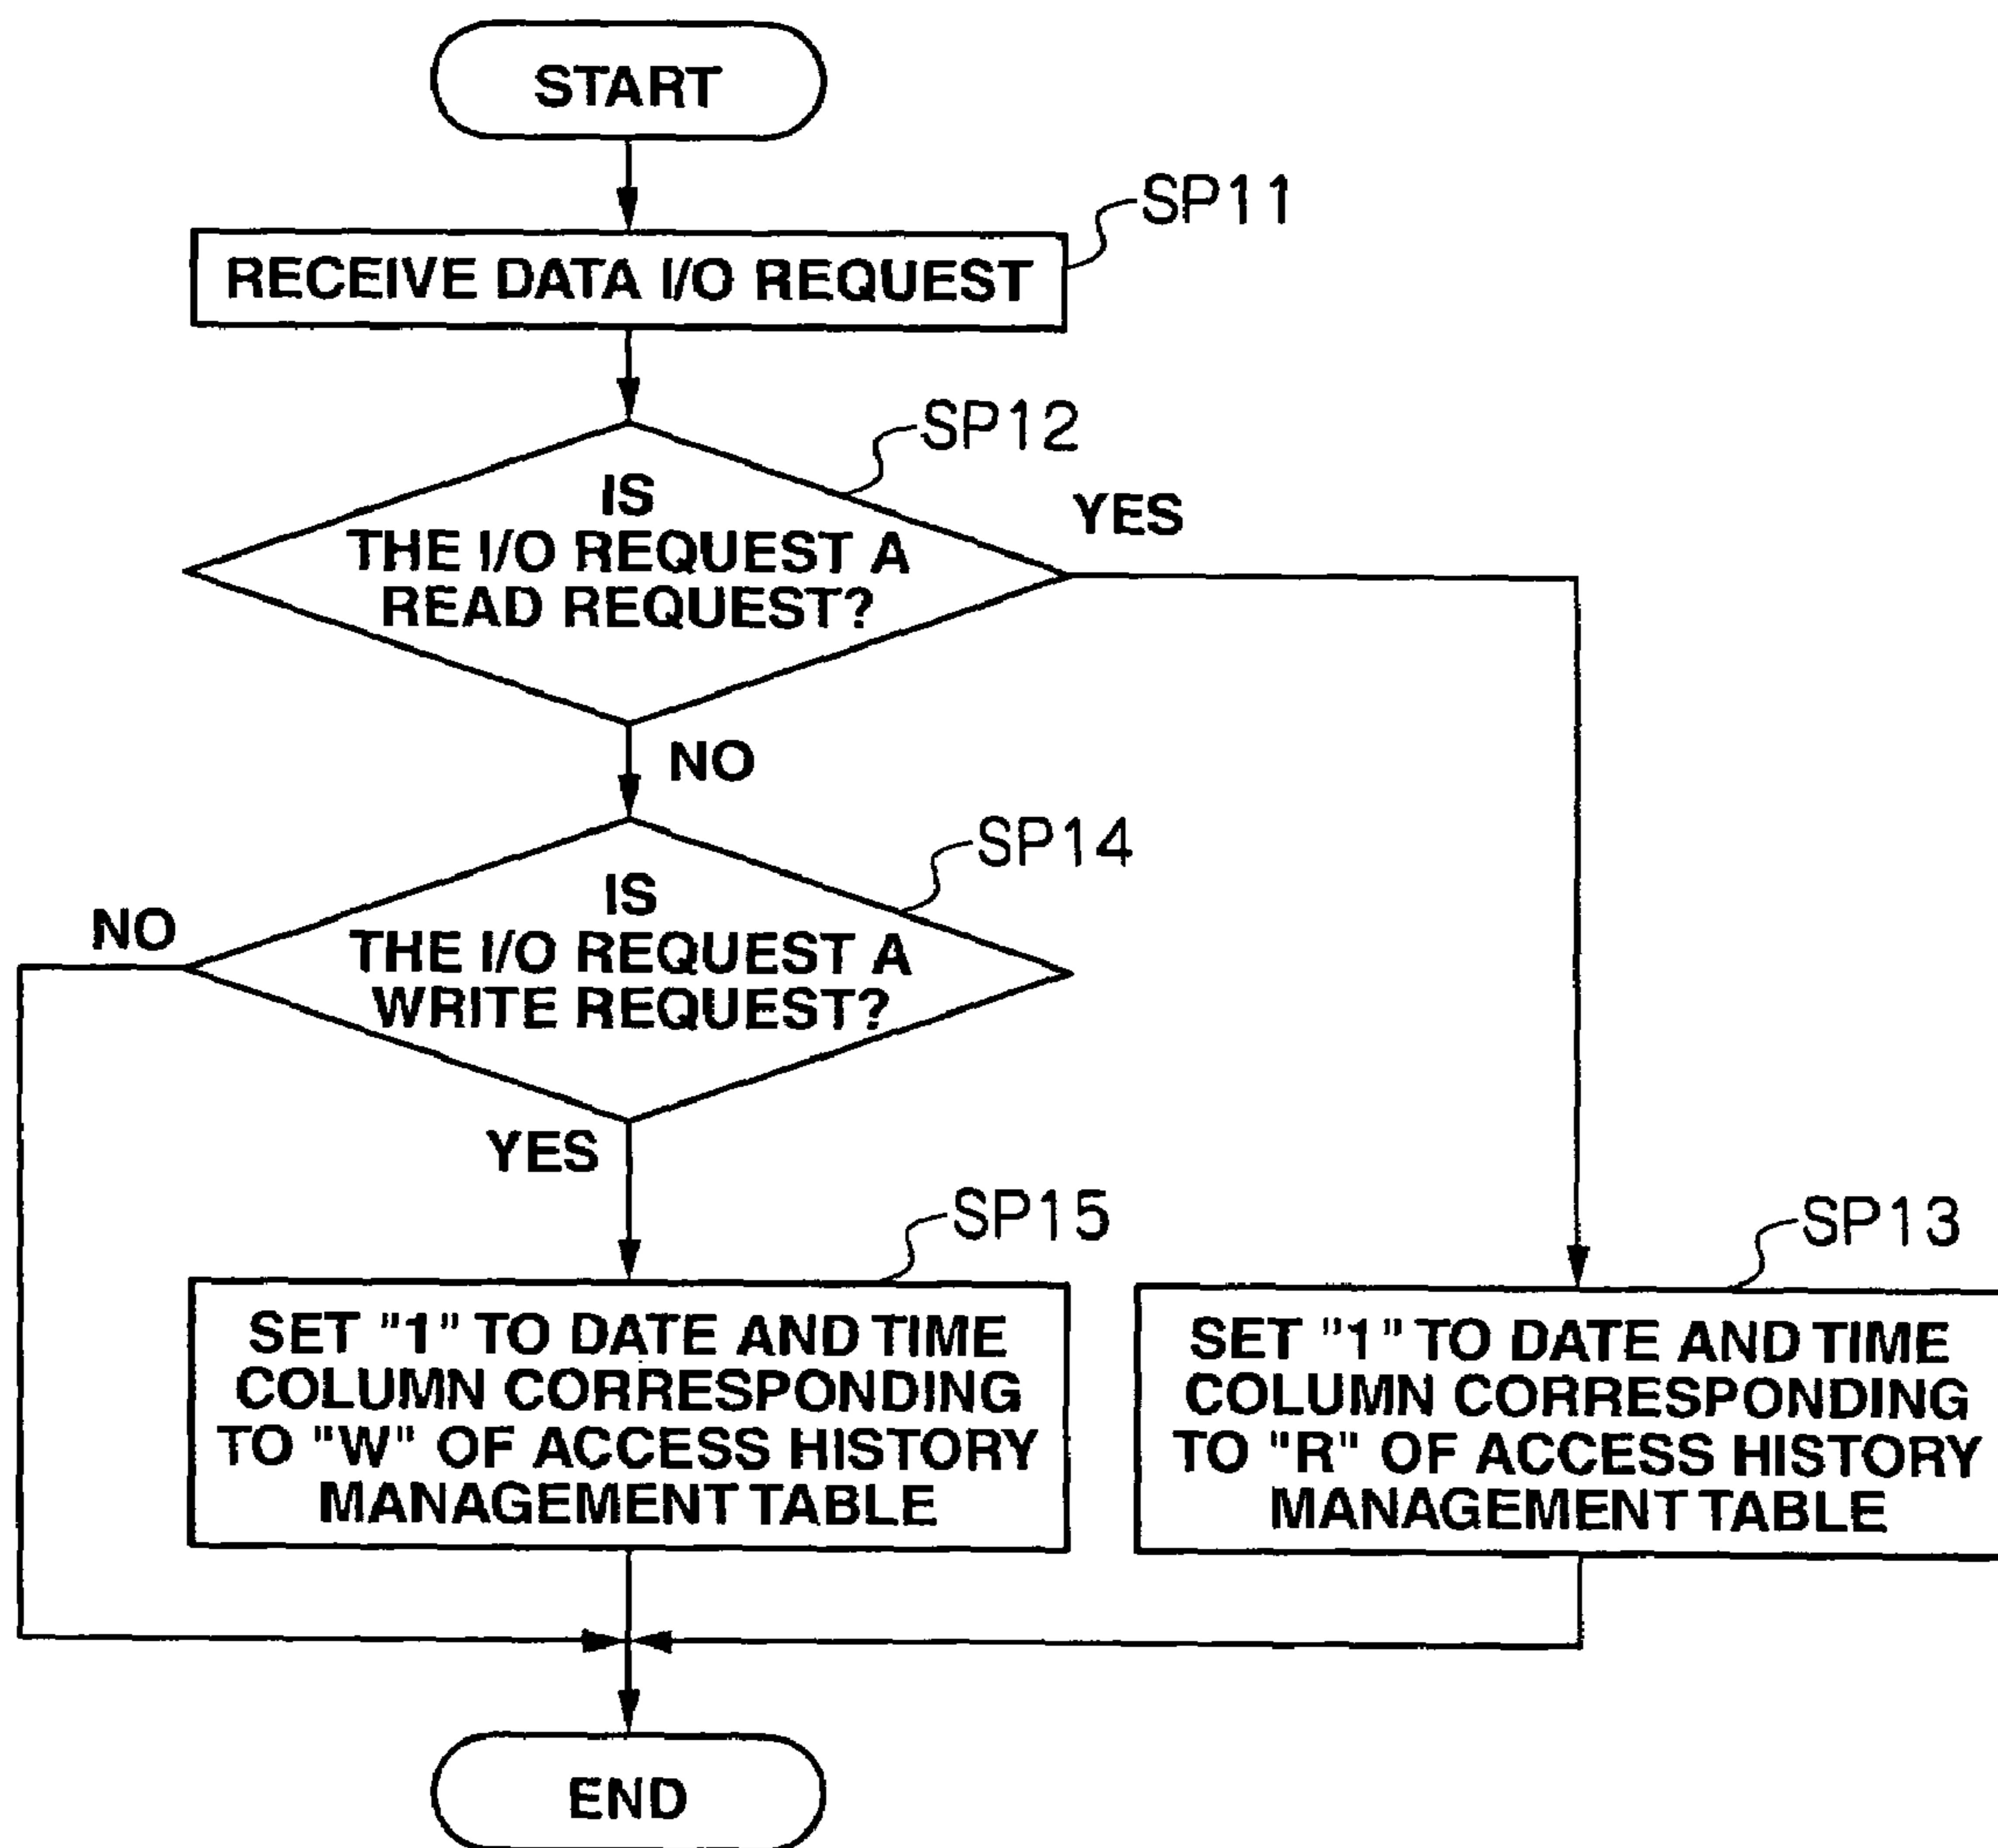 START
SP11
RECEIVE DATA I/O REQUEST
SP12
IS
THE I/O REQUEST A
READ REQUEST?
YES
NO
SP14
IS
THE I/O REQUEST A
WRITE REQUEST?
NO
YES
SP15
SET "1" TO DATE AND TIME
COLUMN CORRESPONDING
TO "W" OF ACCESS HISTORY
MANAGEMENT TABLE
SP13
SET "1" TO DATE AND TIME
COLUMN CORRESPONDING
TO "R" OF ACCESS HISTORY
MANAGEMENT TABLE
END